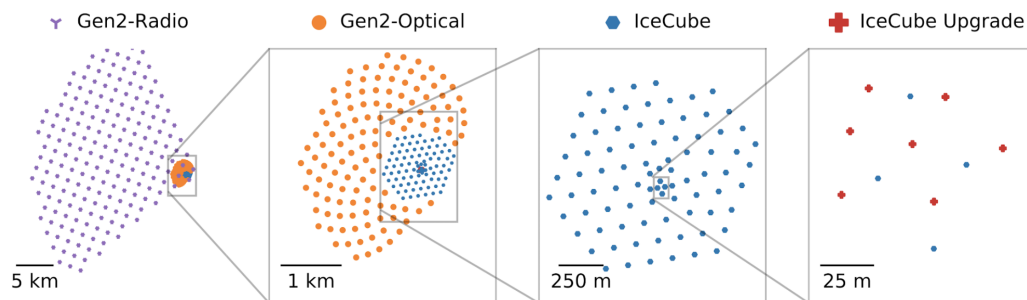 Gen2-Radio
Gen2-Optical
IceCube
IceCube Upgrade
5 km
1 km
250 m
25 m